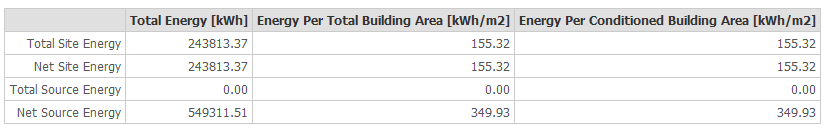 Total Energy [kWh] Energy Per Total Building Area [kWh/m2] Energy Per Conditioned Building Area [kWh/m2]
Total Site Energy 243813.37 155.32 155.32
Net Site Energy 243813.37 155.32 155.32
Total Source Energy 0.00 0.00 0.00
Net Source Energy 549311.51 349.93 349.93